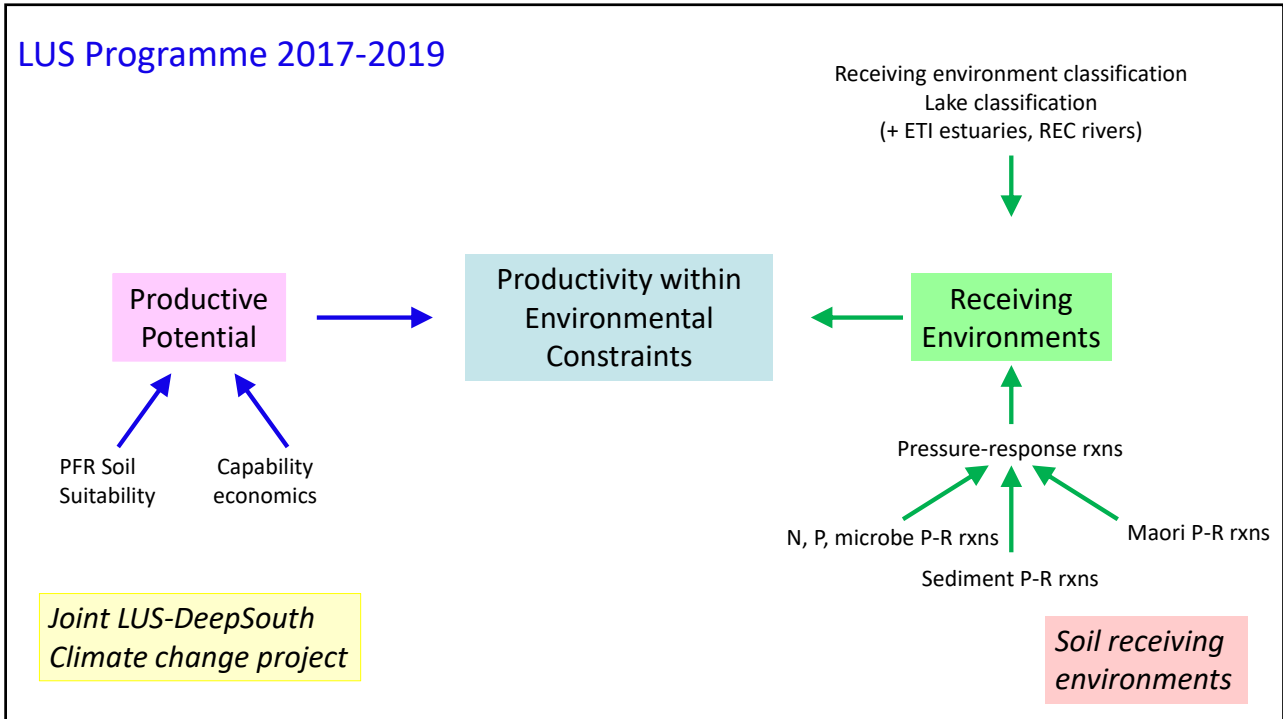 LUS Programme 2017-2019
Receiving environment classification
Lake classification
(+ ETI estuaries, REC rivers)
Productive
Potential
Productivity within
Environmental
Constraints
Receiving
Environments
PFR Soil
Suitability
Capability
economics
Pressure-response rxns
N, P, microbe P-R rxns
Maori P-R rxns
Sediment P-R rxns
Joint LUS-DeepSouth
Climate change project
Soil receiving
environments